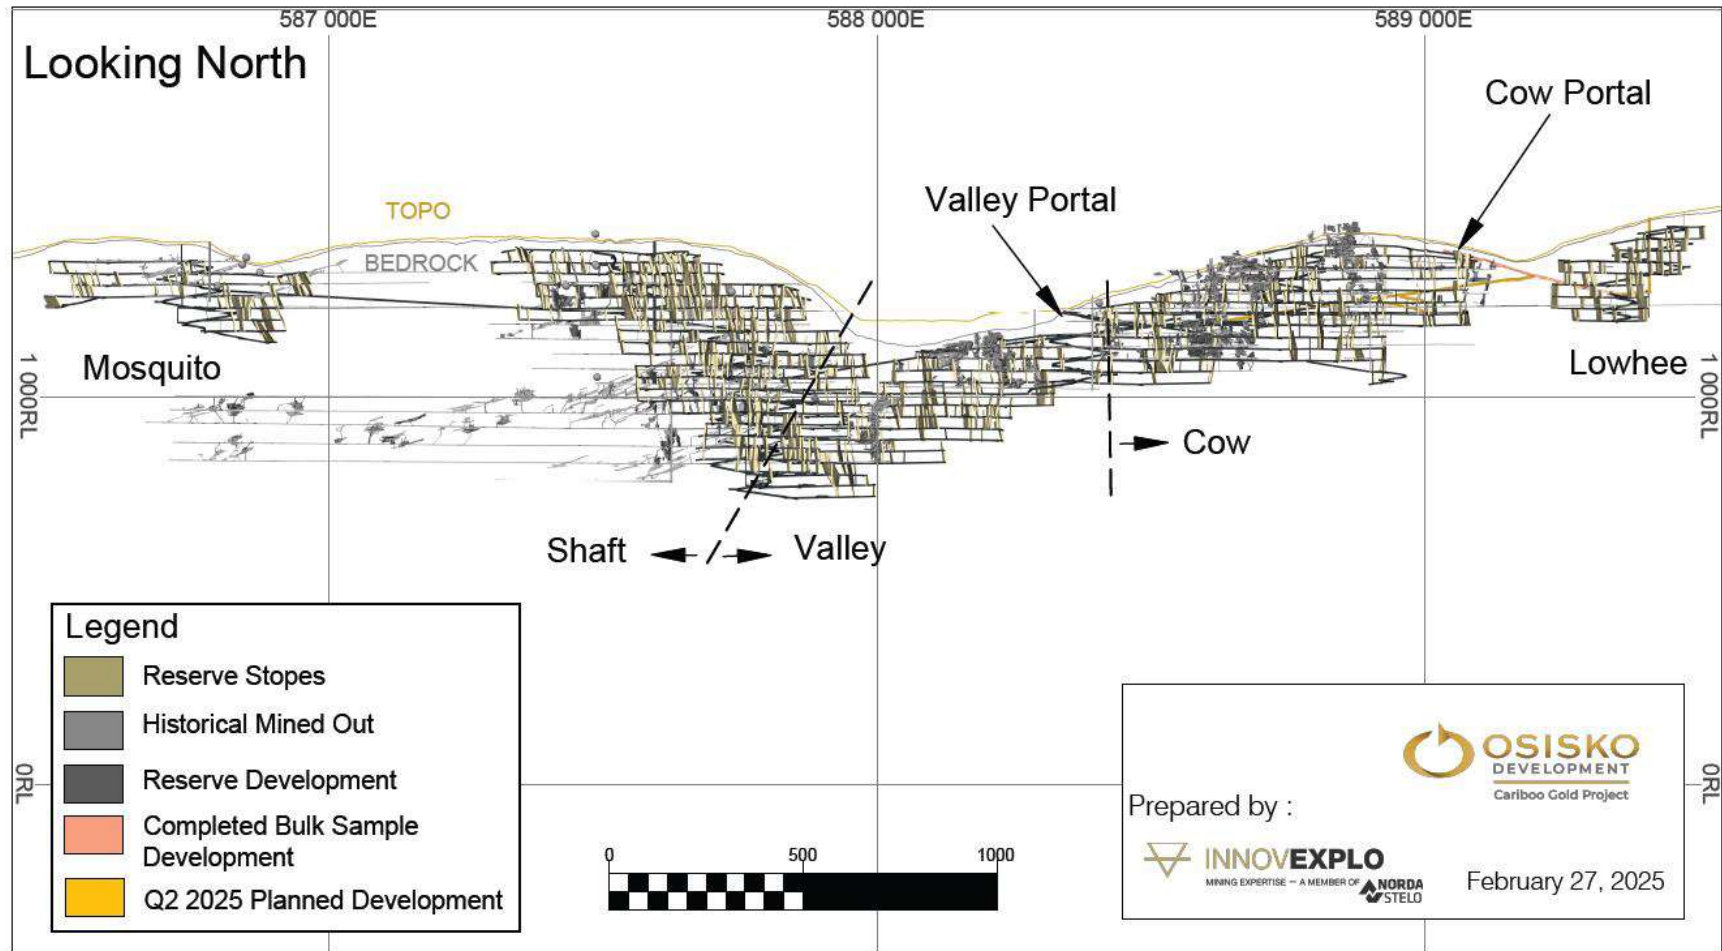 587 000E
588 000E
589 000E
Looking North
Cow Portal
Valley Portal
TOPO
BEDROCK
Mosquito
Lowhee
1 000RL
1 000RL
Cow
Shaft
Valley
Legend
Reserve Stopes
Historical Mined Out
Reserve Development
Completed Bulk Sample
Development
Q2 2025 Planned Development
0RL
0RL
0
500
1000
OSISKO
DEVELOPMENT
Cariboo Gold Project
Prepared by :
INNOVEXPLO
MINING EXPERTISE — A MEMBER OF
NORDA
STELO
February 27, 2025